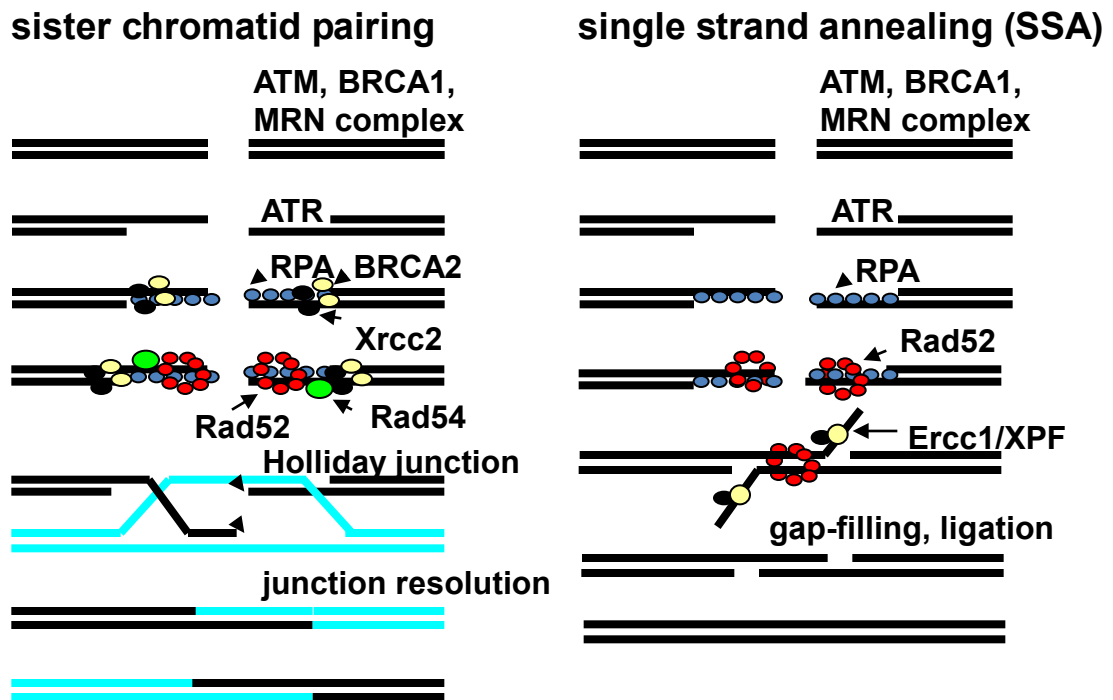 sister chromatid pairing
ATM, BRCA1,
MRN complex
ATR
RPA
BRCA2
Xrcc2
Rad52
Rad54
Holliday junction
junction resolution
single strand annealing (SSA)
ATM, BRCA1,
MRN complex
ATR
RPA
Rad52
Ercc1/XPF
gap-filling, ligation